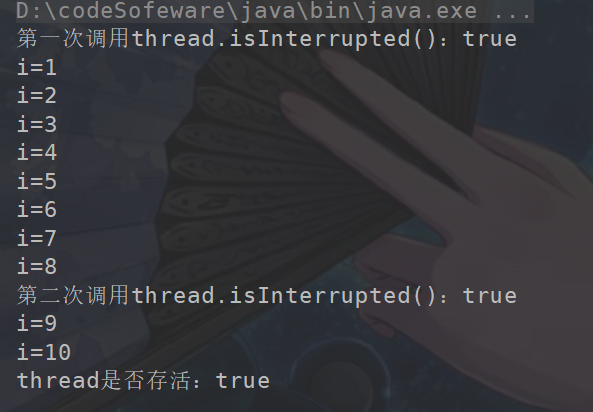 D:\codeSofeware\java\bin\java.exe ...
第一次调用thread.isInterrupted()：true
i=1
i=2
i=3
i=4
i=5
i=6
i=7
i=8
第二次调用thread.isInterrupted()：true
i=9
i=10
thread是否存活：true